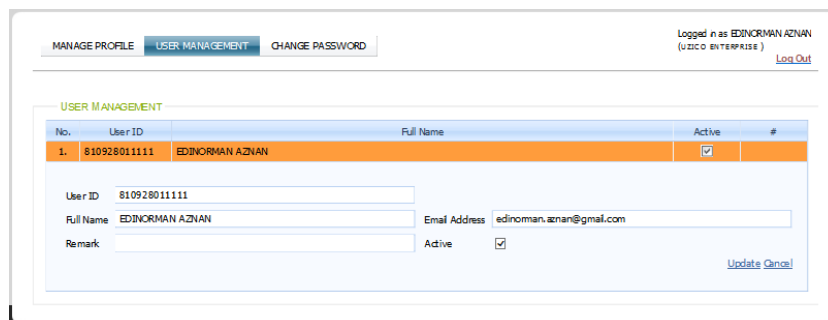 MANAGE PROFILE USER MANAGEMENT CHANGE PASSWORD
Logged in as EDINORMAN AZNAN
(UZICO ENTERPRISE )
Log Out
USER MANAGEMENT
No. User ID Full Name Active #
1. 810928011111 EDINORMAN AZNAN
User ID 810928011111
Full Name EDINORMAN AZNAN Email Address edinorman.aznan@gmail.com
Remark Active
Update Cancel